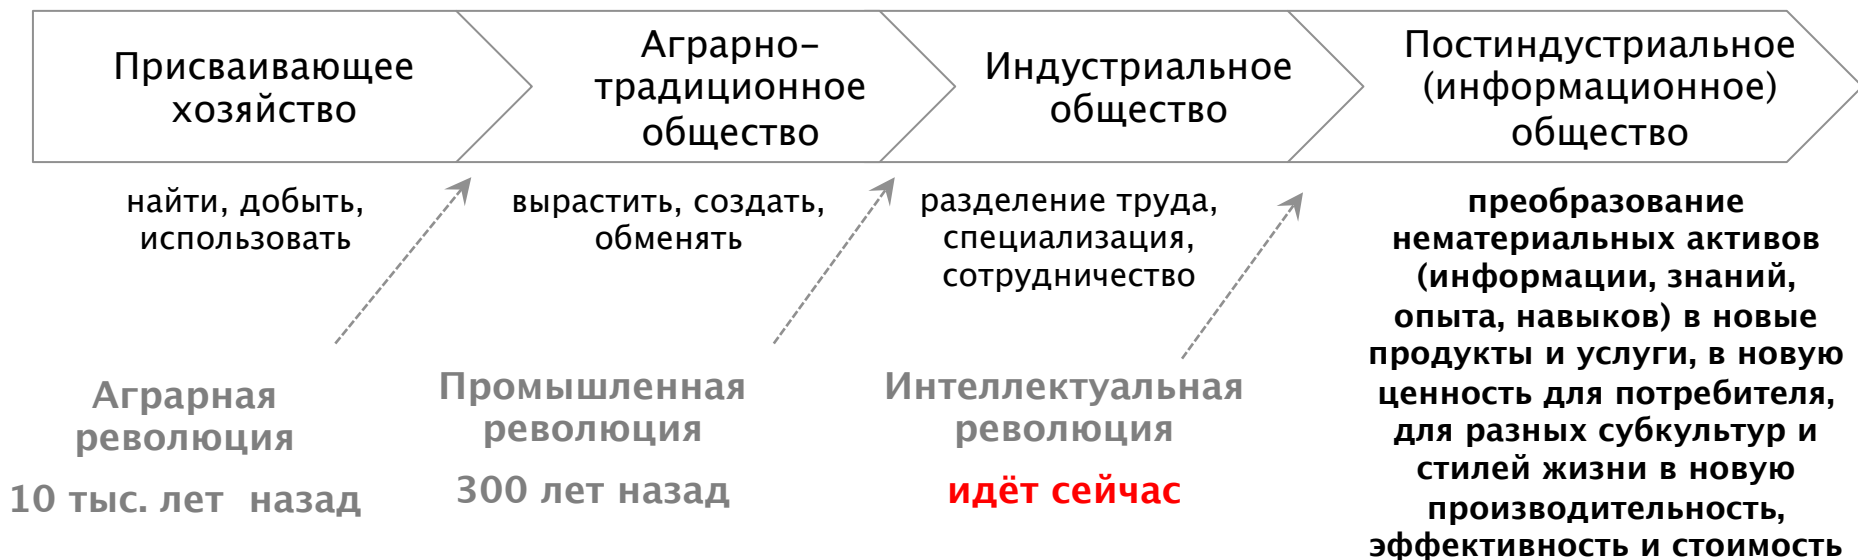 Присваивающее
хозяйство
Аграрно-
традиционное
общество
Индустриальное
общество
Постиндустриальное
(информационное)
общество
найти, добыть,
использовать
вырастить, создать,
обменять
разделение труда,
специализация,
сотрудничество
преобразование
нематериальных активов
(информации, знаний,
опыта, навыков) в новые
продукты и услуги, в новую
ценность для потребителя,
для разных субкультур и
стилей жизни в новую
производительность,
эффективность и стоимость
Аграрная
революция
10 тыс. лет назад
Промышленная
революция
300 лет назад
Интеллектуальная
революция
идёт сейчас